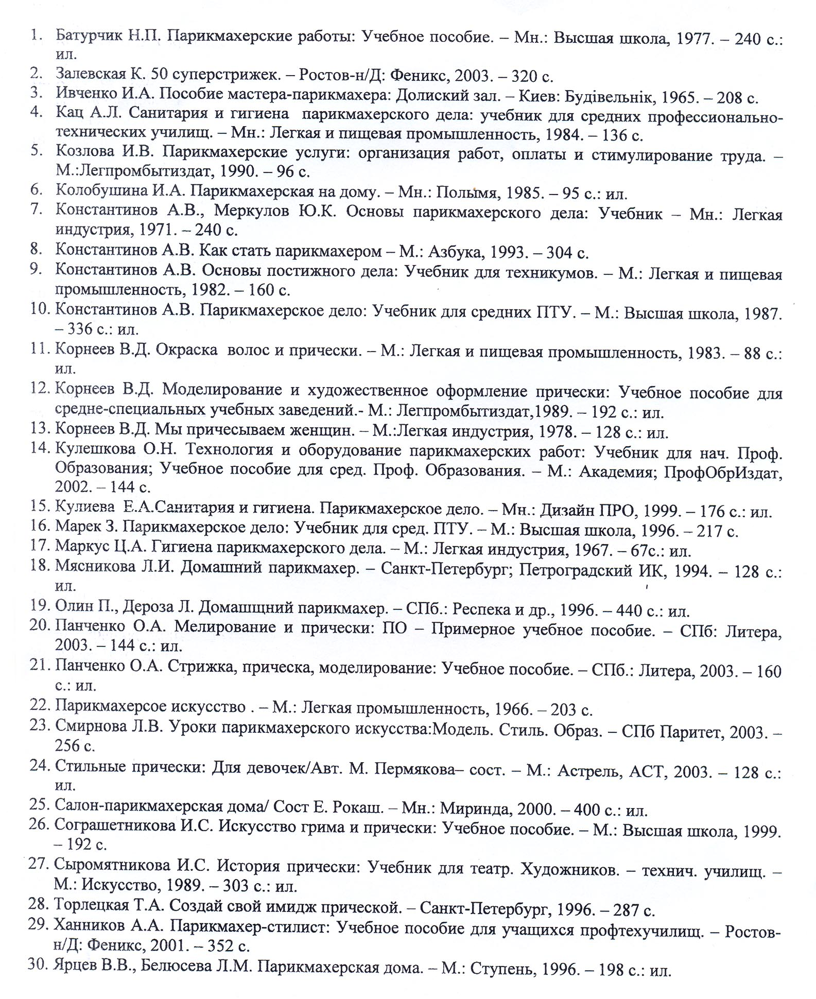 1. Батурчик Н.П. Парикмахерские работы: Учебное пособие. – Мн.: Высшая школа, 1977. – 240 с.:
ил.
2. Залевская К. 50 суперстрижек. – Ростов-н/Д: Феникс, 2003. – 320 с.
3. Ивченко И.А. Пособие мастера-парикмахера: Долиский зал. – Киев: Будівельнік, 1965. – 208 с.
4. Кац А.Л. Санитария и гигиена парикмахерского дела: учебник для средних профессионально-
технических училищ. – Мн.: Легкая и пищевая промышленность, 1984. – 136 с.
5. Козлова И.В. Парикмахерские услуги: организация работ, оплаты и стимулирование труда. –
М.:Легпромбытиздат, 1990. – 96 с.
6. Колобушина И.А. Парикмахерская на дому. – Мн.: Полымя, 1985. – 95 с.: ил.
7. Константинов А.В., Меркулов Ю.К. Основы парикмахерского дела: Учебник – Мн.: Легкая
индустрия, 1971. – 240 с.
8. Константинов А.В. Как стать парикмахером – М.: Азбука, 1993. – 304 с.
9. Константинов А.В. Основы постижного дела: Учебник для техникумов. – М.: Легкая и пищевая
промышленность, 1982. – 160 с.
10. Константинов А.В. Парикмахерское дело: Учебник для средних ПТУ. – М.: Высшая школа, 1987.
– 336 с.: ил.
11. Корнеев В.Д. Окраска волос и прически. – М.: Легкая и пищевая промышленность, 1983. – 88 с.:
ил.
12. Корнеев В.Д. Моделирование и художественное оформление прически: Учебное пособие для
средне-специальных учебных заведений.- М.: Легпромбытиздат,1989. – 192 с.: ил.
13. Корнеев В.Д. Мы причесываем женщин. – М.:Легкая индустрия, 1978. – 128 с.: ил.
14. Кулешкова О.Н. Технология и оборудование парикмахерских работ: Учебник для нач. Проф.
Образования; Учебное пособие для сред. Проф. Образования. – М.: Академия; ПрофОбрИздат,
2002. – 144 с.
15. Кулиева Е.А.Санитария и гигиена. Парикмахерское дело. – Мн.: Дизайн ПРО, 1999. – 176 с.: ил.
16. Марек З. Парикмахерское дело: Учебник для сред. ПТУ. – М.: Высшая школа, 1996. – 217 с.
17. Маркус Ц.А. Гигиена парикмахерского дела. – М.: Легкая индустрия, 1967. – 67с.: ил.
18. Мясникова Л.И. Домашний парикмахер. – Санкт-Петербург; Петроградский ИК, 1994. – 128 с.:
ил.
19. Олин П., Дероза Л. Домашщний парикмахер. – СПб.: Респека и др., 1996. – 440 с.: ил.
20. Панченко О.А. Мелирование и прически: ПО – Примерное учебное пособие. – СПб: Литера,
2003. – 144 с.: ил.
21. Панченко О.А. Стрижка, прическа, моделирование: Учебное пособие. – СПб.: Литера, 2003. – 160
с.: ил.
22. Парикмахерсое искусство . – М.: Легкая промышленность, 1966. – 203 с.
23. Смирнова Л.В. Уроки парикмахерского искусства:Модель. Стиль. Образ. – СПб Паритет, 2003. –
256 с.
24. Стильные прически: Для девочек/Авт. М. Пермякова– сост. – М.: Астрель, АСТ, 2003. – 128 с.:
ил.
25. Салон-парикмахерская дома/ Сост Е. Рокаш. – Мн.: Миринда, 2000. – 400 с.: ил.
26. Сограшетникова И.С. Искусство грима и прически: Учебное пособие. – М.: Высшая школа, 1999.
– 192 с.
27. Сыромятникова И.С. История прически: Учебник для театр. Художников. – технич. училищ. –
М.: Искусство, 1989. – 303 с.: ил.
28. Торлецкая Т.А. Создай свой имидж прической. – Санкт-Петербург, 1996. – 287 с.
29. Ханников А.А. Парикмахер-стилист: Учебное пособие для учащихся профтехучилищ. – Ростов-
н/Д: Феникс, 2001. – 352 с.
30. Ярцев В.В., Белюсева Л.М. Парикмахерская дома. – М.: Ступень, 1996. – 198 с.: ил.